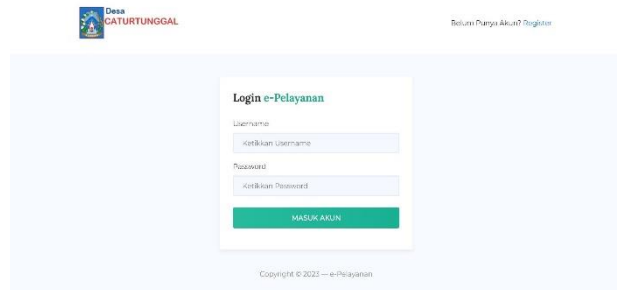 Desa
CATURTUNGGAL
Belum Punya Akun? Register
Login e-Pelayanan
Username
Ketikkan Username
Password
Ketikkan Password
MASUK AKUN
Copyright © 2023 — e-Pelayanan